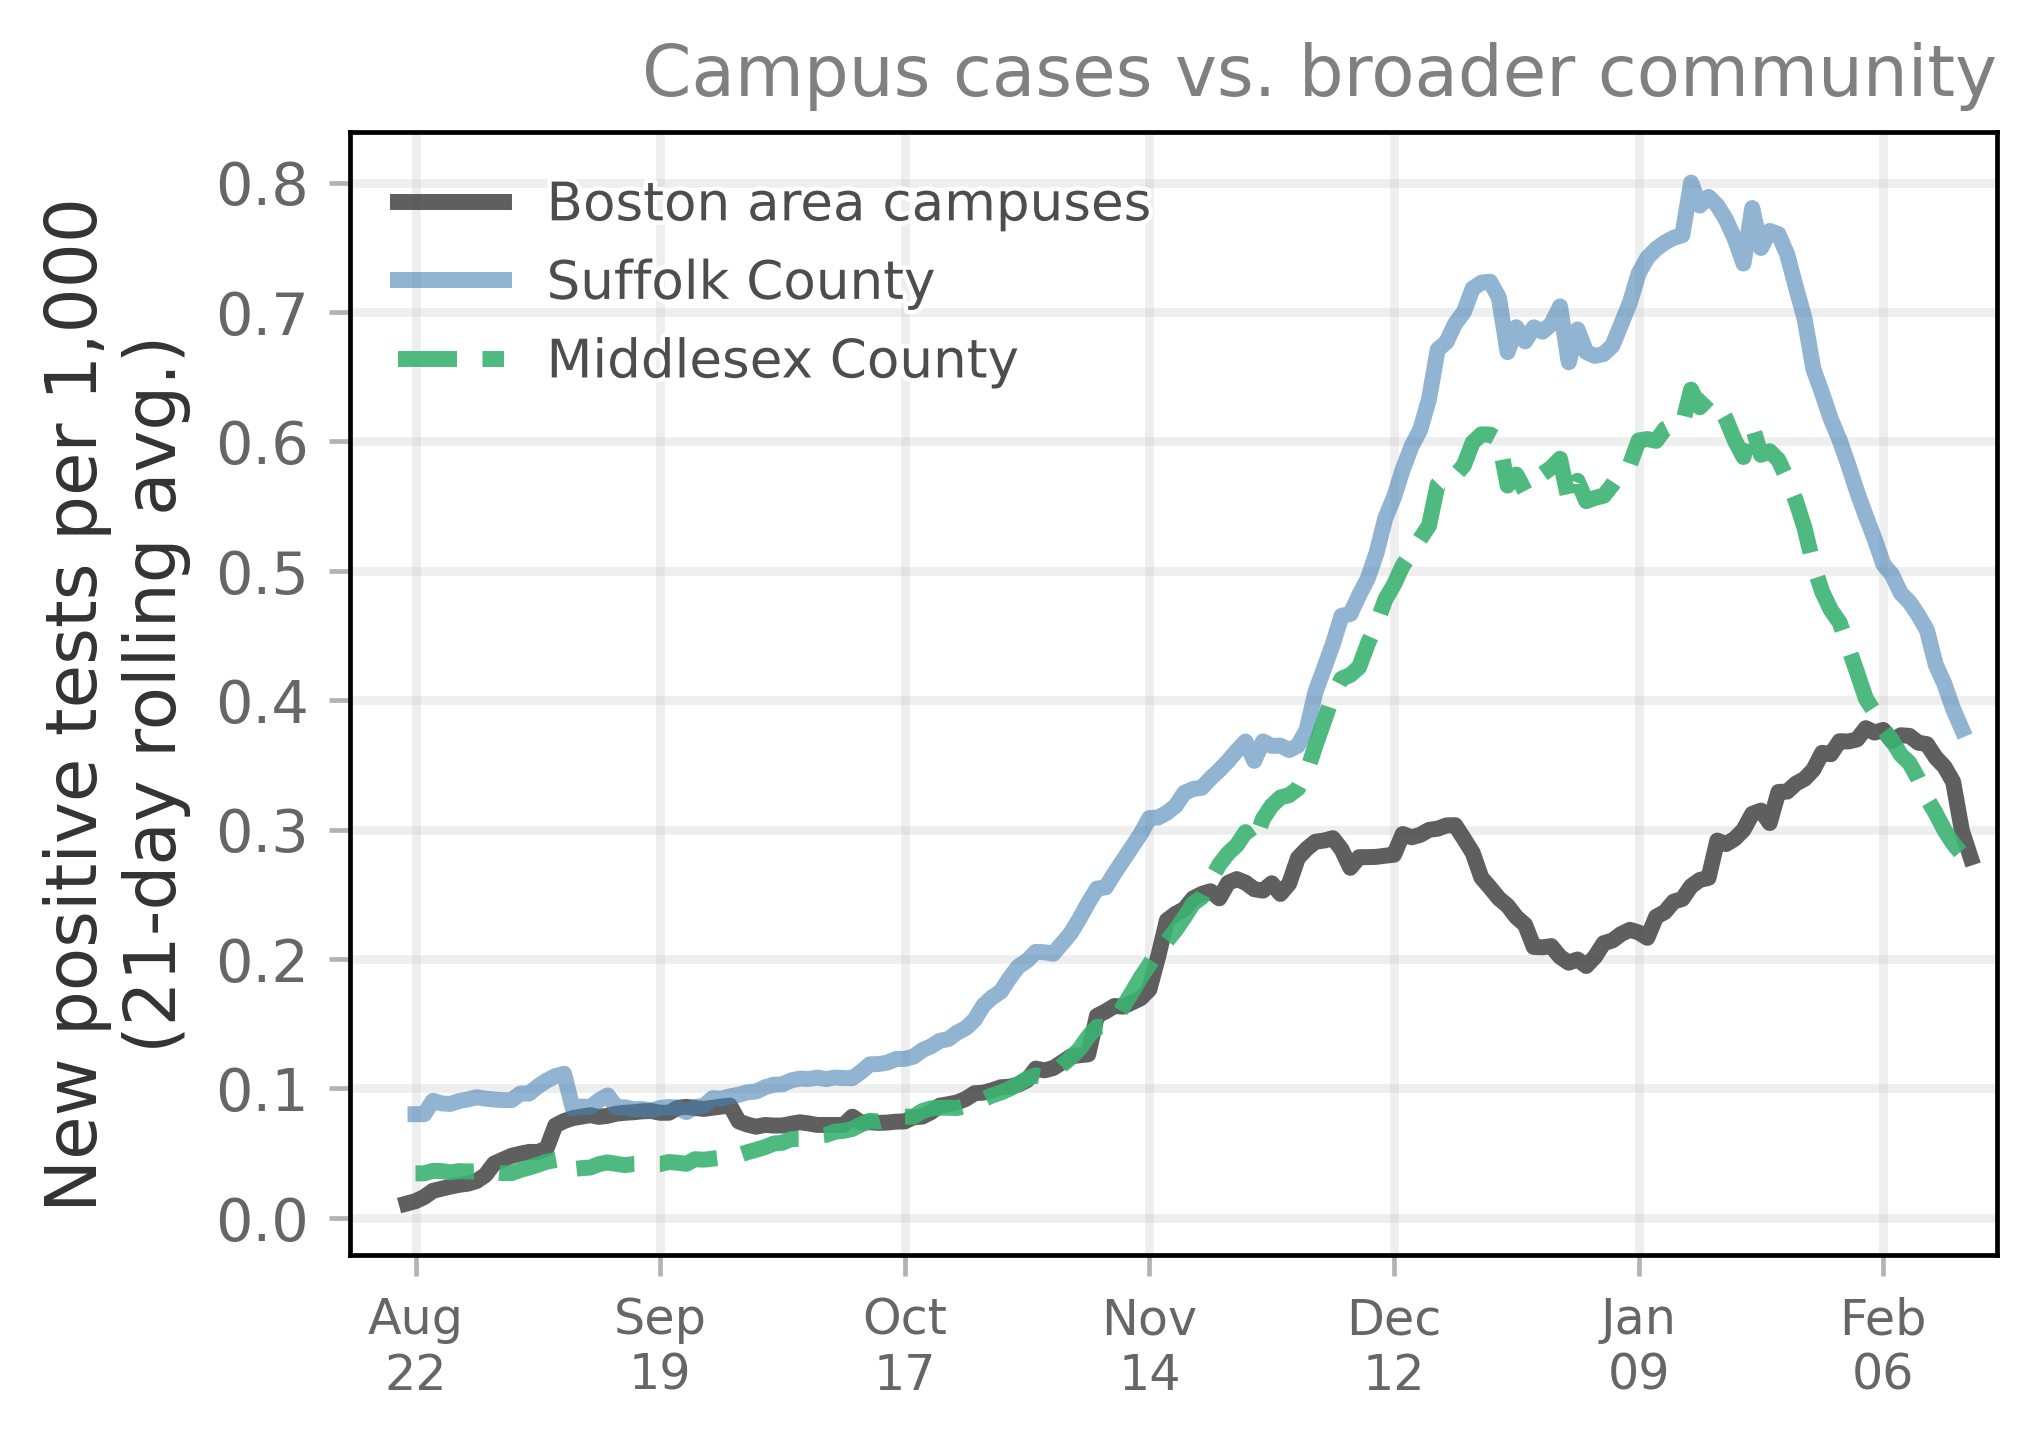 Campus cases vs. broader community
New positive tests per 1,000
(21-day rolling avg.)
0.8
0.7
0.6
0.5
0.4
0.3
0.2
0.1
0.0
Boston area campuses
Suffolk County
Middlesex County
Aug
22
Sep
19
Oct
17
Nov
14
Dec
12
Jan
09
Feb
06